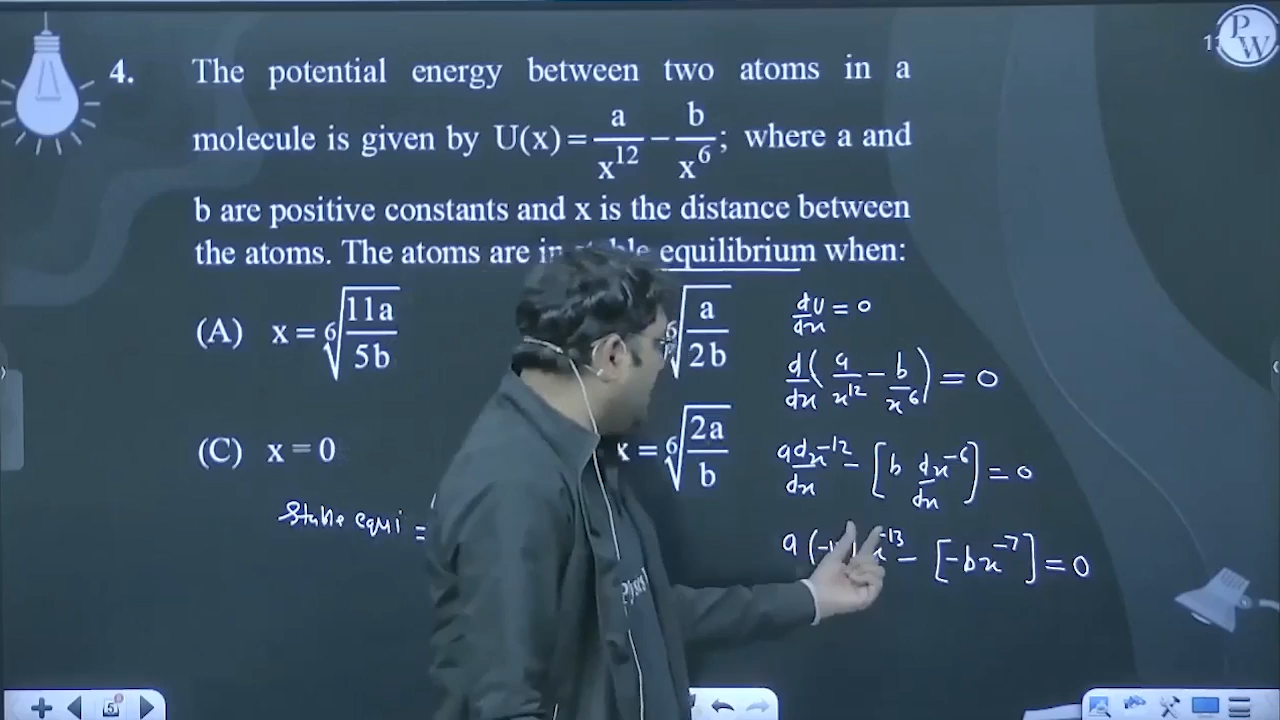 4. The potential energy between two atoms in a
molecule is given by U(x) = a/x^12 − b/x^6; where a and
b are positive constants and x is the distance between
the atoms. The atoms are in equilibrium when:
(A) x = ⁶√(11a/5b)
⁶√(a/2b)
(C) x = 0
x = ⁶√(2a/b)
Stable equi =
du/dx = 0
d/dx (a/x^12 − b/x^6) = 0
a dx^-12/dx − [b dx^-6/dx] = 0
a (-13 − [-bx^-7] = 0
PW
5